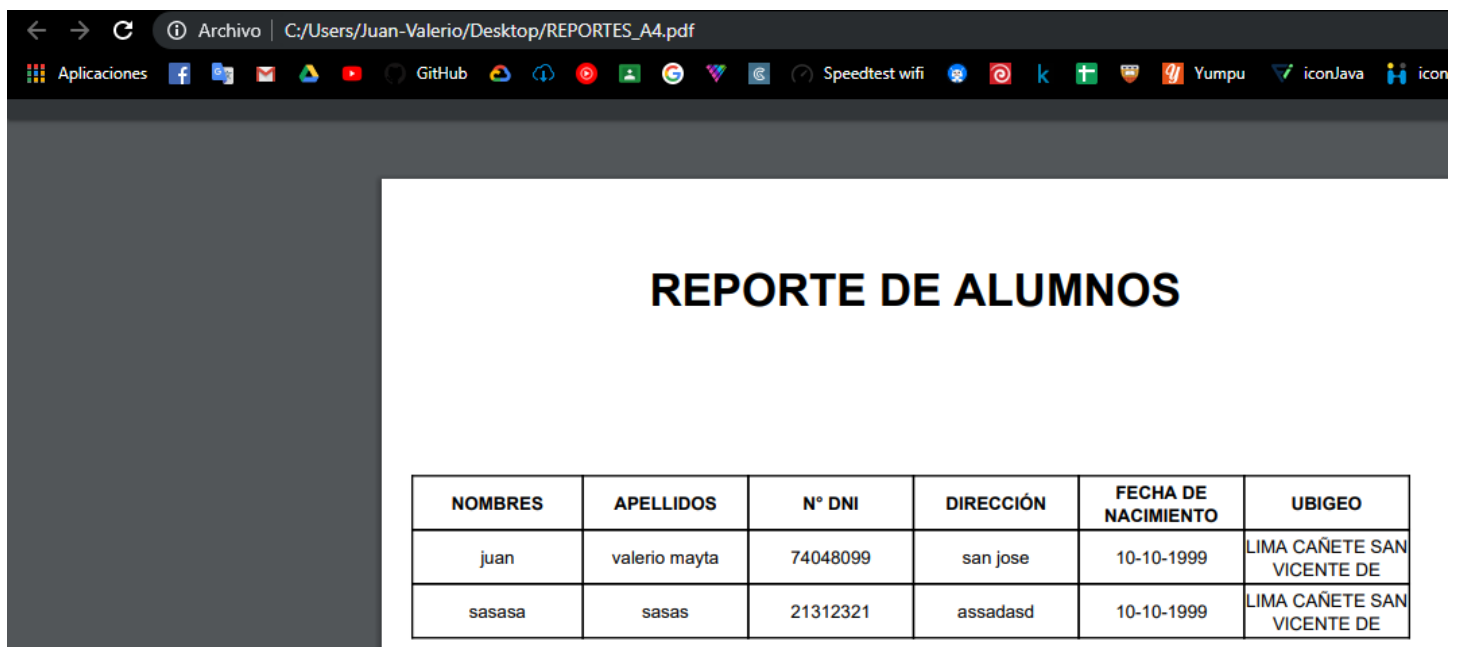 Archivo | C:/Users/Juan-Valerio/Desktop/REPORTES_A4.pdf
Aplicaciones GitHub Speedtest wifi Yumpu iconJava icon
REPORTE DE ALUMNOS
NOMBRES APELLIDOS N° DNI DIRECCIÓN FECHA DE NACIMIENTO UBIGEO
juan valerio mayta 74048099 san jose 10-10-1999 LIMA CAÑETE SAN VICENTE DE
sasasa sasas 21312321 assadasd 10-10-1999 LIMA CAÑETE SAN VICENTE DE